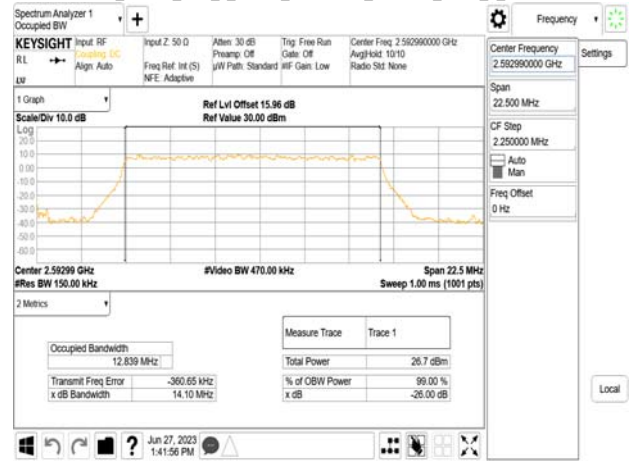 Spectrum Analyzer 1
Occupied BW
Frequency
KEYSIGHT
R L
Input: RF
Coupling: DC
Align: Auto
Input Z: 50 Ω
Freq Ref: Int (S)
NFE: Adaptive
Atten: 30 dB
Preamp: Off
µW Path: Standard
Trig: Free Run
Gate: Off
#IF Gain: Low
Center Freq: 2.592990000 GHz
Avg|Hold: 10/10
Radio Std: None
Center Frequency
2.592990000 GHz
Settings
Span
22.500 MHz
CF Step
2.250000 MHz
Auto
Man
Freq Offset
0 Hz
Local
1 Graph
Scale/Div 10.0 dB
Ref Lvl Offset 15.96 dB
Ref Value 30.00 dBm
Log
20.0
10.0
0.00
-10.0
-20.0
-30.0
-40.0
-50.0
-60.0
Center 2.59299 GHz
#Video BW 470.00 kHz
Span 22.5 MHz
#Res BW 150.00 kHz
Sweep 1.00 ms (1001 pts)
2 Metrics
Measure Trace Trace 1
Occupied Bandwidth
12.839 MHz
Total Power 26.7 dBm
Transmit Freq Error -360.65 kHz
% of OBW Power 99.00 %
x dB Bandwidth 14.10 MHz
x dB -26.00 dB
Jun 27, 2023
1:41:56 PM